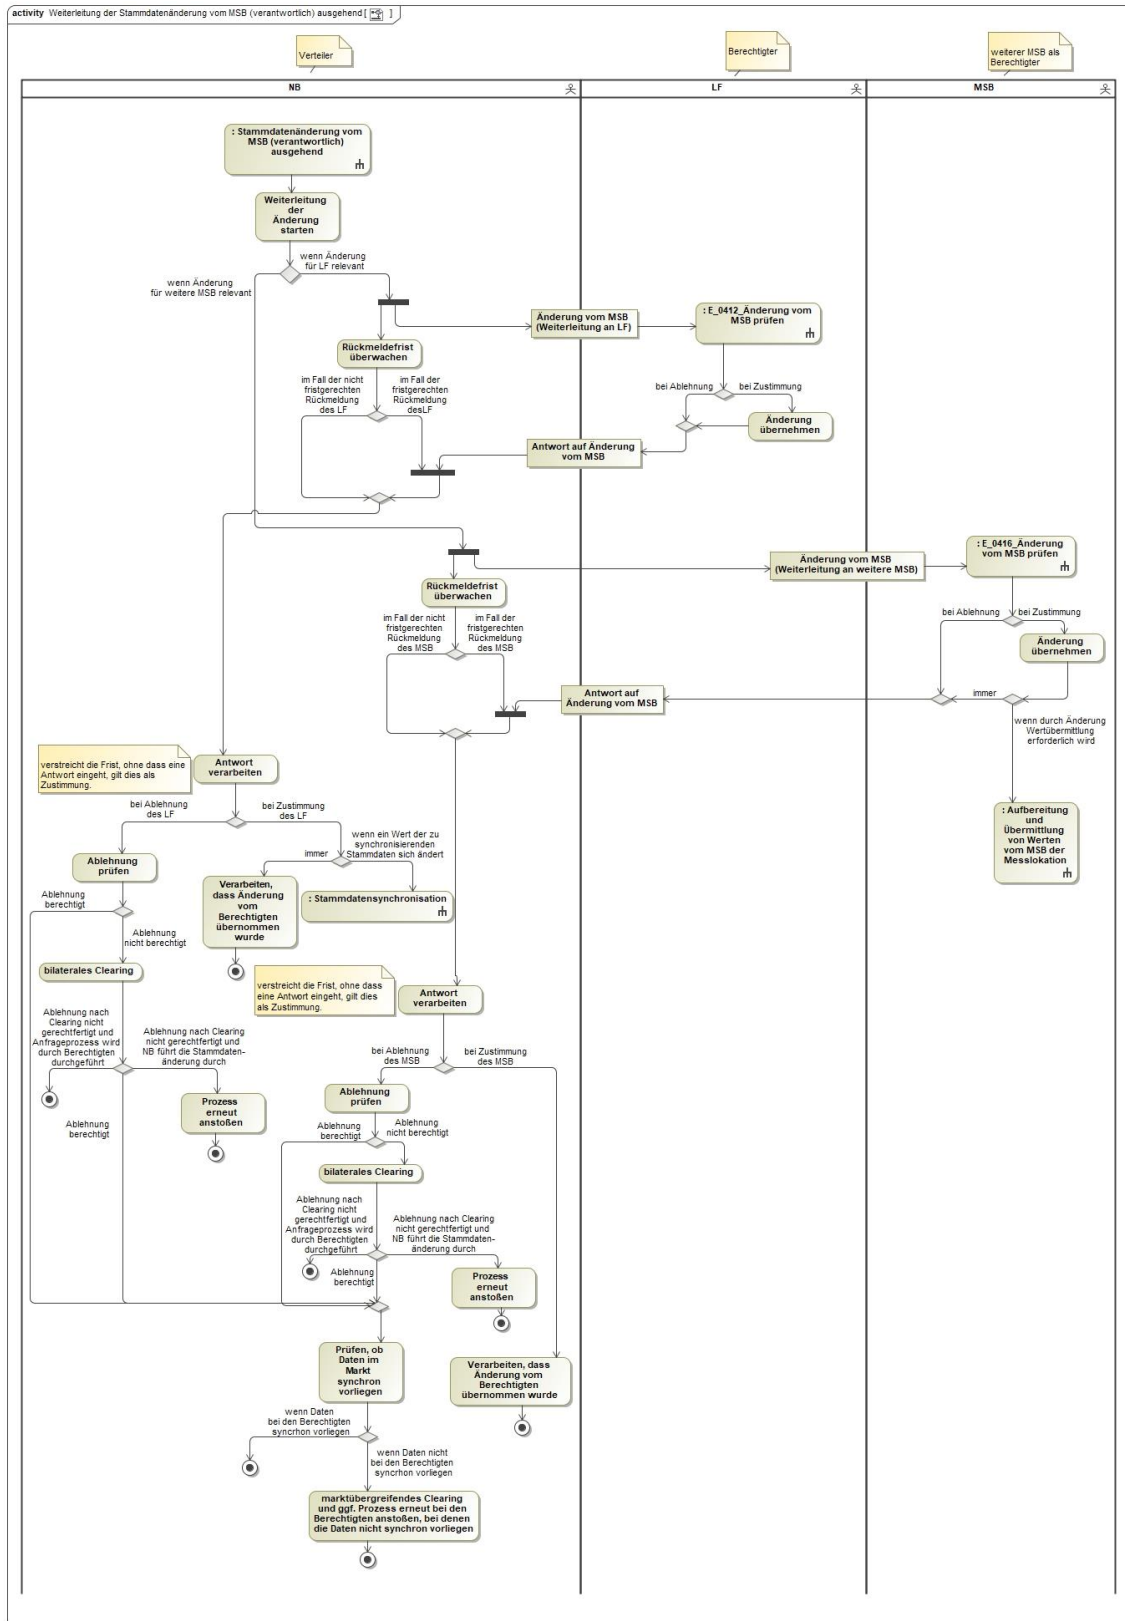 activity Weiterleitung der Stammdatenänderung vom MSB (verantwortlich) ausgehend [ ]
Verteiler
Berechtigter
weiterer MSB als
Berechtigter
NB
LF
MSB
: Stammdatenänderung vom
MSB (verantwortlich)
ausgehend
Weiterleitung
der
Änderung
starten
wenn Änderung
für LF relevant
wenn Änderung
für weitere MSB relevant
Änderung vom MSB
(Weiterleitung an LF)
: E_0412_Änderung vom
MSB prüfen
Rückmeldefrist
überwachen
im Fall der nicht
fristgerechten
Rückmeldung
des LF
im Fall der
fristgerechten
Rückmeldung
desLF
bei Ablehnung
bei Zustimmung
Änderung
übernehmen
Antwort auf Änderung
vom MSB
Änderung vom MSB
(Weiterleitung an weitere MSB)
: E_0416_Änderung
vom MSB prüfen
Rückmeldefrist
überwachen
im Fall der nicht
fristgerechten
Rückmeldung
des MSB
im Fall der
fristgerechten
Rückmeldung
des MSB
bei Ablehnung
bei Zustimmung
Änderung
übernehmen
Antwort auf
Änderung vom MSB
immer
wenn durch Änderung
Wertübermittlung
erforderlich wird
verstreicht die Frist, ohne dass eine
Antwort eingeht, gilt dies als
Zustimmung.
Antwort
verarbeiten
: Aufbereitung
und
Übermittlung
von Werten
vom MSB der
Messlokation
bei Ablehnung
des LF
bei Zustimmung
des LF
wenn ein Wert der zu
synchronisierenden
Stammdaten sich ändert
immer
Ablehnung
prüfen
Verarbeiten,
dass Änderung
vom
Berechtigten
übernommen
wurde
: Stammdatensynchronisation
Ablehnung
berechtigt
Ablehnung
nicht berechtigt
bilaterales Clearing
verstreicht die Frist, ohne dass
eine Antwort eingeht, gilt dies
als Zustimmung.
Antwort
verarbeiten
Ablehnung nach
Clearing nicht
gerechtfertigt und
Anfrageprozess wird
durch Berechtigten
durchgeführt
Ablehnung nach Clearing
nicht gerechtfertigt und
NB führt die Stammdaten-
änderung durch
bei Ablehnung
des MSB
bei Zustimmung
des MSB
Prozess
erneut
anstoßen
Ablehnung
prüfen
Ablehnung
berechtigt
Ablehnung
berechtigt
Ablehnung
nicht berechtigt
bilaterales Clearing
Ablehnung nach
Clearing nicht
gerechtfertigt und
Anfrageprozess wird
durch Berechtigten
durchgeführt
Ablehnung nach Clearing
nicht gerechtfertigt und
NB führt die Stammdaten-
änderung durch
Ablehnung
berechtigt
Prozess
erneut
anstoßen
Prüfen, ob
Daten im
Markt
synchron
vorliegen
Verarbeiten, dass
Änderung vom
Berechtigten
übernommen wurde
wenn Daten
bei den Berechtigten
syncrhon vorliegen
wenn Daten nicht
bei den Berechtigten
syncrhon vorliegen
marktübergreifendes Clearing
und ggf. Prozess erneut bei den
Berechtigten anstoßen, bei denen
die Daten nicht synchron vorliegen